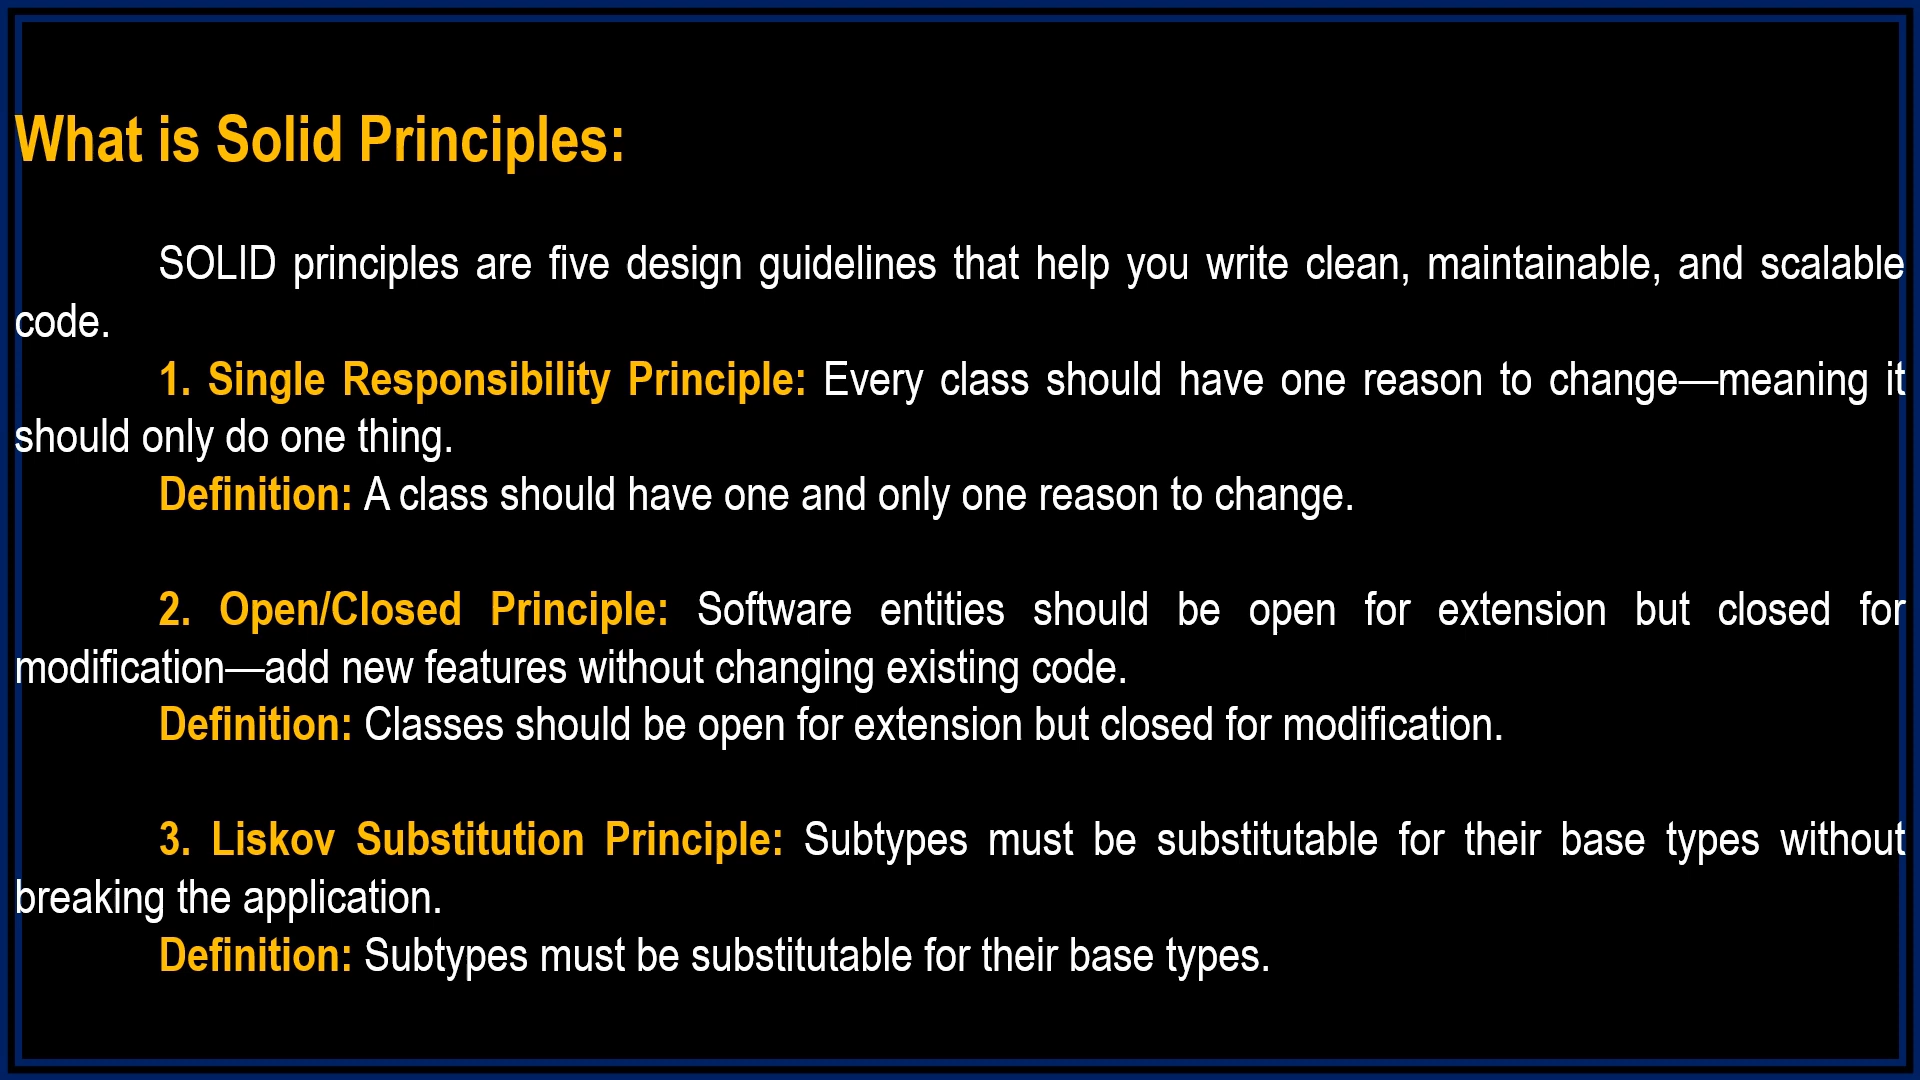 What is Solid Principles:
SOLID principles are five design guidelines that help you write clean, maintainable, and scalable
code.
1. Single Responsibility Principle: Every class should have one reason to change—meaning it
should only do one thing.
Definition: A class should have one and only one reason to change.
2. Open/Closed Principle: Software entities should be open for extension but closed for
modification—add new features without changing existing code.
Definition: Classes should be open for extension but closed for modification.
3. Liskov Substitution Principle: Subtypes must be substitutable for their base types without
breaking the application.
Definition: Subtypes must be substitutable for their base types.